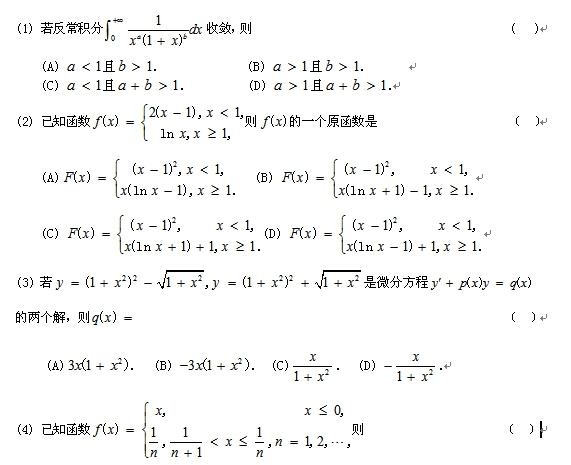 (1) 若反常积分∫₀^{+∞} 1/(x^a(1 + x)^b) dx 收敛, 则 ( )
(A) a < 1且b > 1. (B) a > 1且b > 1.
(C) a < 1且a + b > 1. (D) a > 1且a + b > 1.
(2) 已知函数 f(x) = { 2(x − 1), x < 1, ln x, x ≥ 1, 则 f(x)的一个原函数是 ( )
(A) F(x) = { (x − 1)², x < 1, x(ln x − 1), x ≥ 1. (B) F(x) = { (x − 1)², x < 1, x(ln x + 1) − 1, x ≥ 1.
(C) F(x) = { (x − 1)², x < 1, x(ln x + 1) + 1, x ≥ 1. (D) F(x) = { (x − 1)², x < 1, x(ln x − 1) + 1, x ≥ 1.
(3) 若 y = (1 + x²)² − √(1 + x²), y = (1 + x²)² + √(1 + x²) 是微分方程 y′ + p(x)y = q(x)
的两个解, 则q(x) = ( )
(A) 3x(1 + x²). (B) −3x(1 + x²). (C) x/(1 + x²). (D) −x/(1 + x²).
(4) 已知函数 f(x) = { x, x ≤ 0, 1/n, 1/(n + 1) < x ≤ 1/n, n = 1, 2, ⋯, 则 ( )